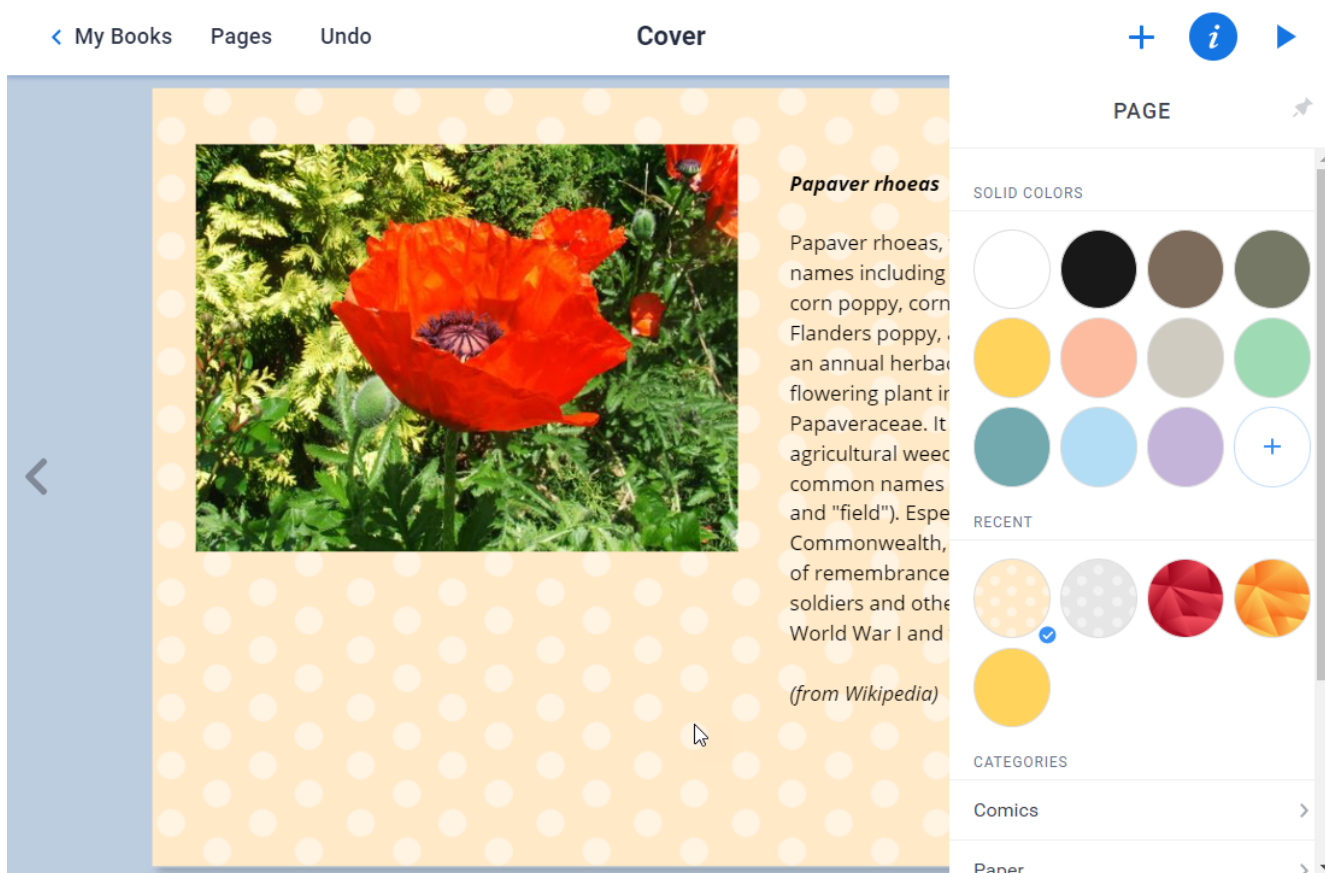 My Books Pages Undo Cover
PAGE
Papaver rhoeas
Papaver rhoeas,
names including
corn poppy, corn
Flanders poppy,
an annual herba
flowering plant in
Papaveraceae. It
agricultural weed
common names
and "field"). Espe
Commonwealth,
of remembrance
soldiers and othe
World War I and
(from Wikipedia)
SOLID COLORS
RECENT
CATEGORIES
Comics
Paper